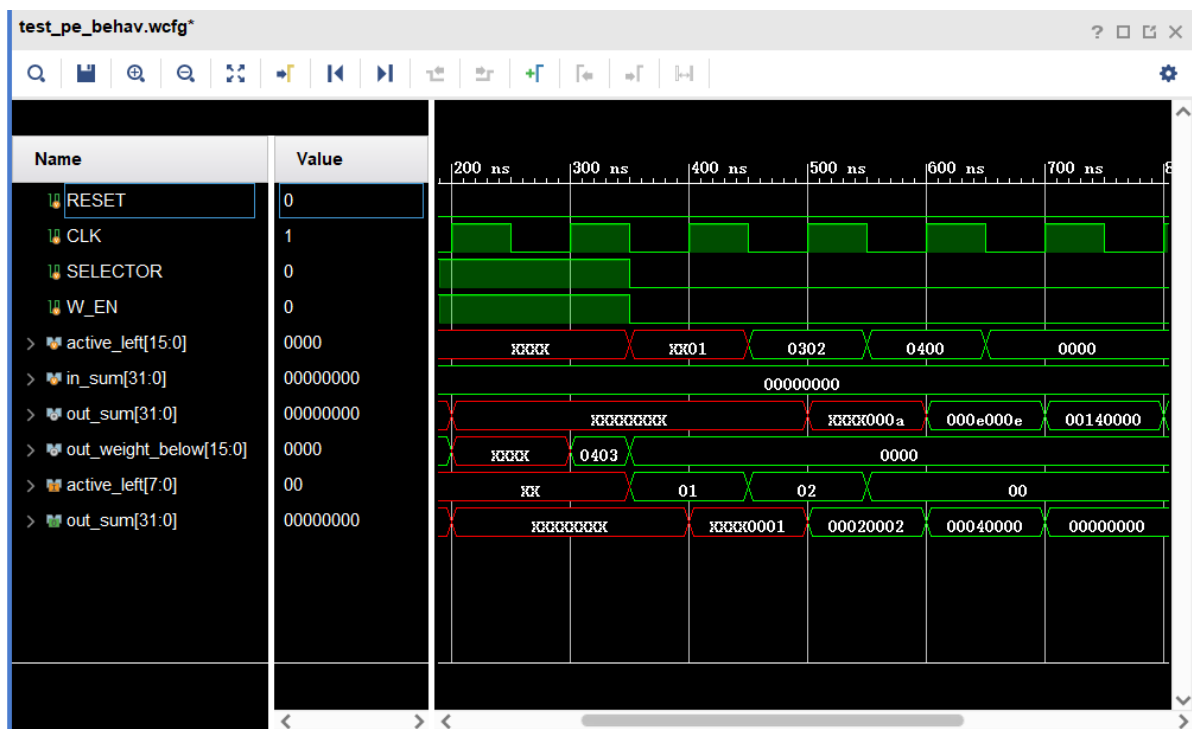 test_pe_behav.wcfg*
?
Name Value 200 ns 300 ns 400 ns 500 ns 600 ns 700 ns
RESET 0
CLK 1
SELECTOR 0
W_EN 0
active_left[15:0] 0000 XXXX XX01 0302 0400 0000
in_sum[31:0] 00000000 00000000
out_sum[31:0] 00000000 XXXXXXXX XXXX000a 000e000e 00140000
out_weight_below[15:0] 0000 XXXX 0403 0000
active_left[7:0] 00 XX 01 02 00
out_sum[31:0] 00000000 XXXXXXXX XXXX0001 00020002 00040000 00000000